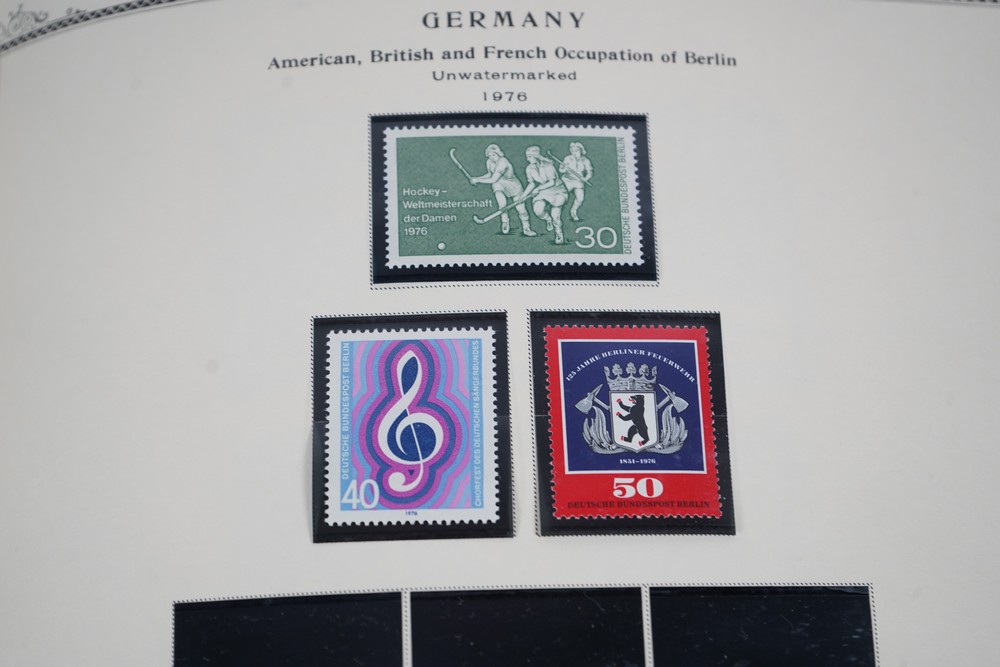 GERMANY
American, British and French Occupation of Berlin
Unwatermarked
1976
Hockey-
Weltmeisterschaft
der Damen
1976
30
DEUTSCHE BUNDESPOST BERLIN
DEUTSCHE BUNDESPOST BERLIN
40
1976
CHORFEST DES DEUTSCHEN SÄNGERBUNDES
125 JAHRE BERLINER FEUERWEHR
1851-1976
50
DEUTSCHE BUNDESPOST BERLIN